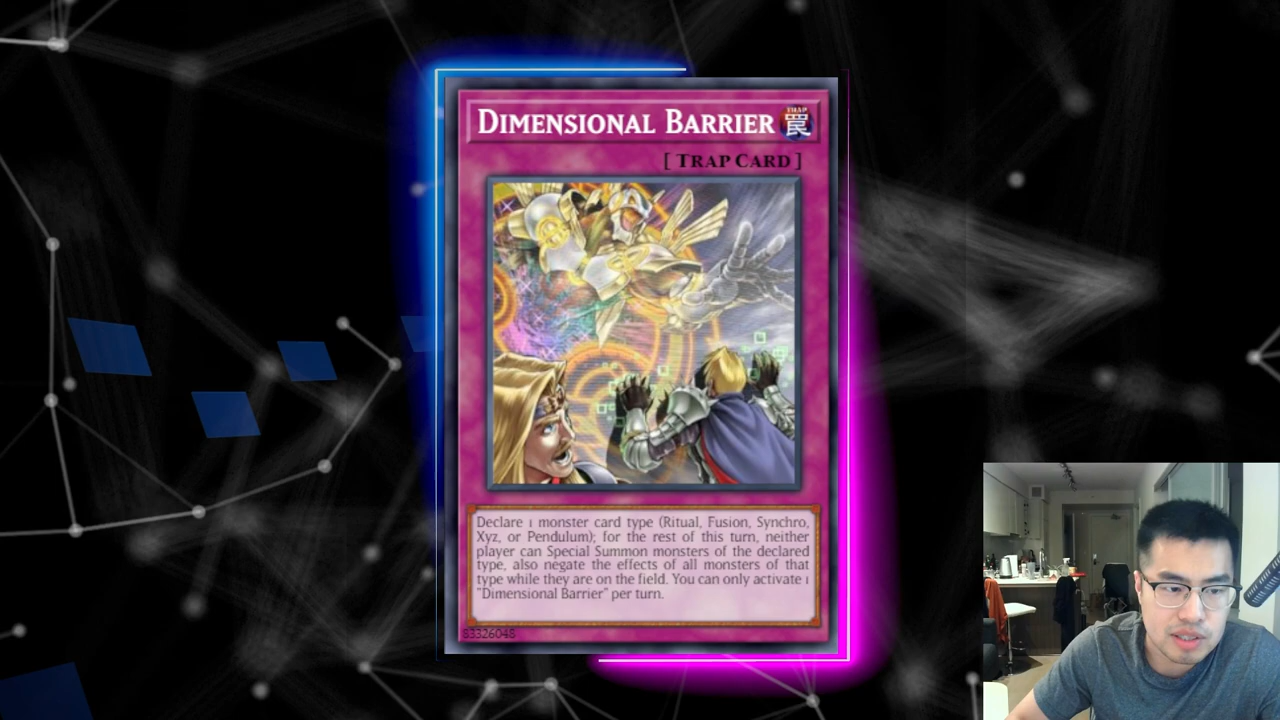 DIMENSIONAL BARRIER
TRAP
罠
[ TRAP CARD ]
Declare 1 monster card type (Ritual, Fusion, Synchro,
Xyz, or Pendulum); for the rest of this turn, neither
player can Special Summon monsters of the declared
type, also negate the effects of all monsters of that
type while they are on the field. You can only activate 1
"Dimensional Barrier" per turn.
83326048